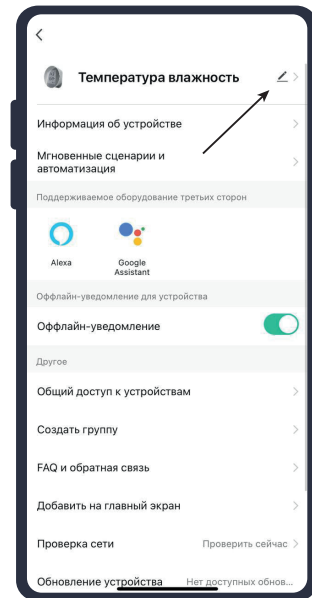 Температура влажность
Информация об устройстве
Мгновенные сценарии и
автоматизация
Поддерживаемое оборудование третьих сторон
Alexa
Google
Assistant
Оффлайн-уведомление для устройства
Оффлайн-уведомление
Другое
Общий доступ к устройствам
Создать группу
FAQ и обратная связь
Добавить на главный экран
Проверка сети Проверить сейчас
Обновление устройства Нет доступных обнов...